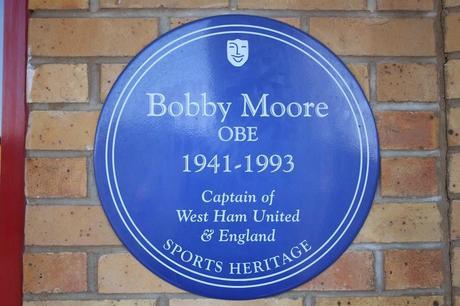 Bobby Moore
OBE
1941-1993
Captain of
West Ham United
& England
SPORTS HERITAGE